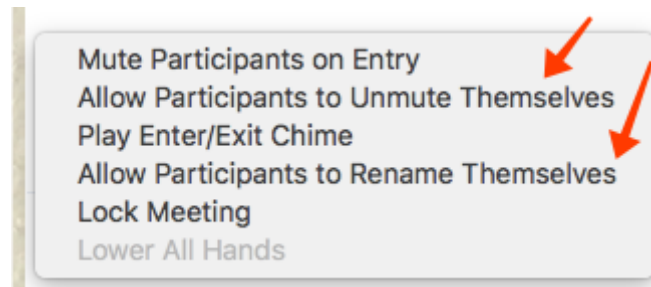 Mute Participants on Entry
Allow Participants to Unmute Themselves
Play Enter/Exit Chime
Allow Participants to Rename Themselves
Lock Meeting
Lower All Hands